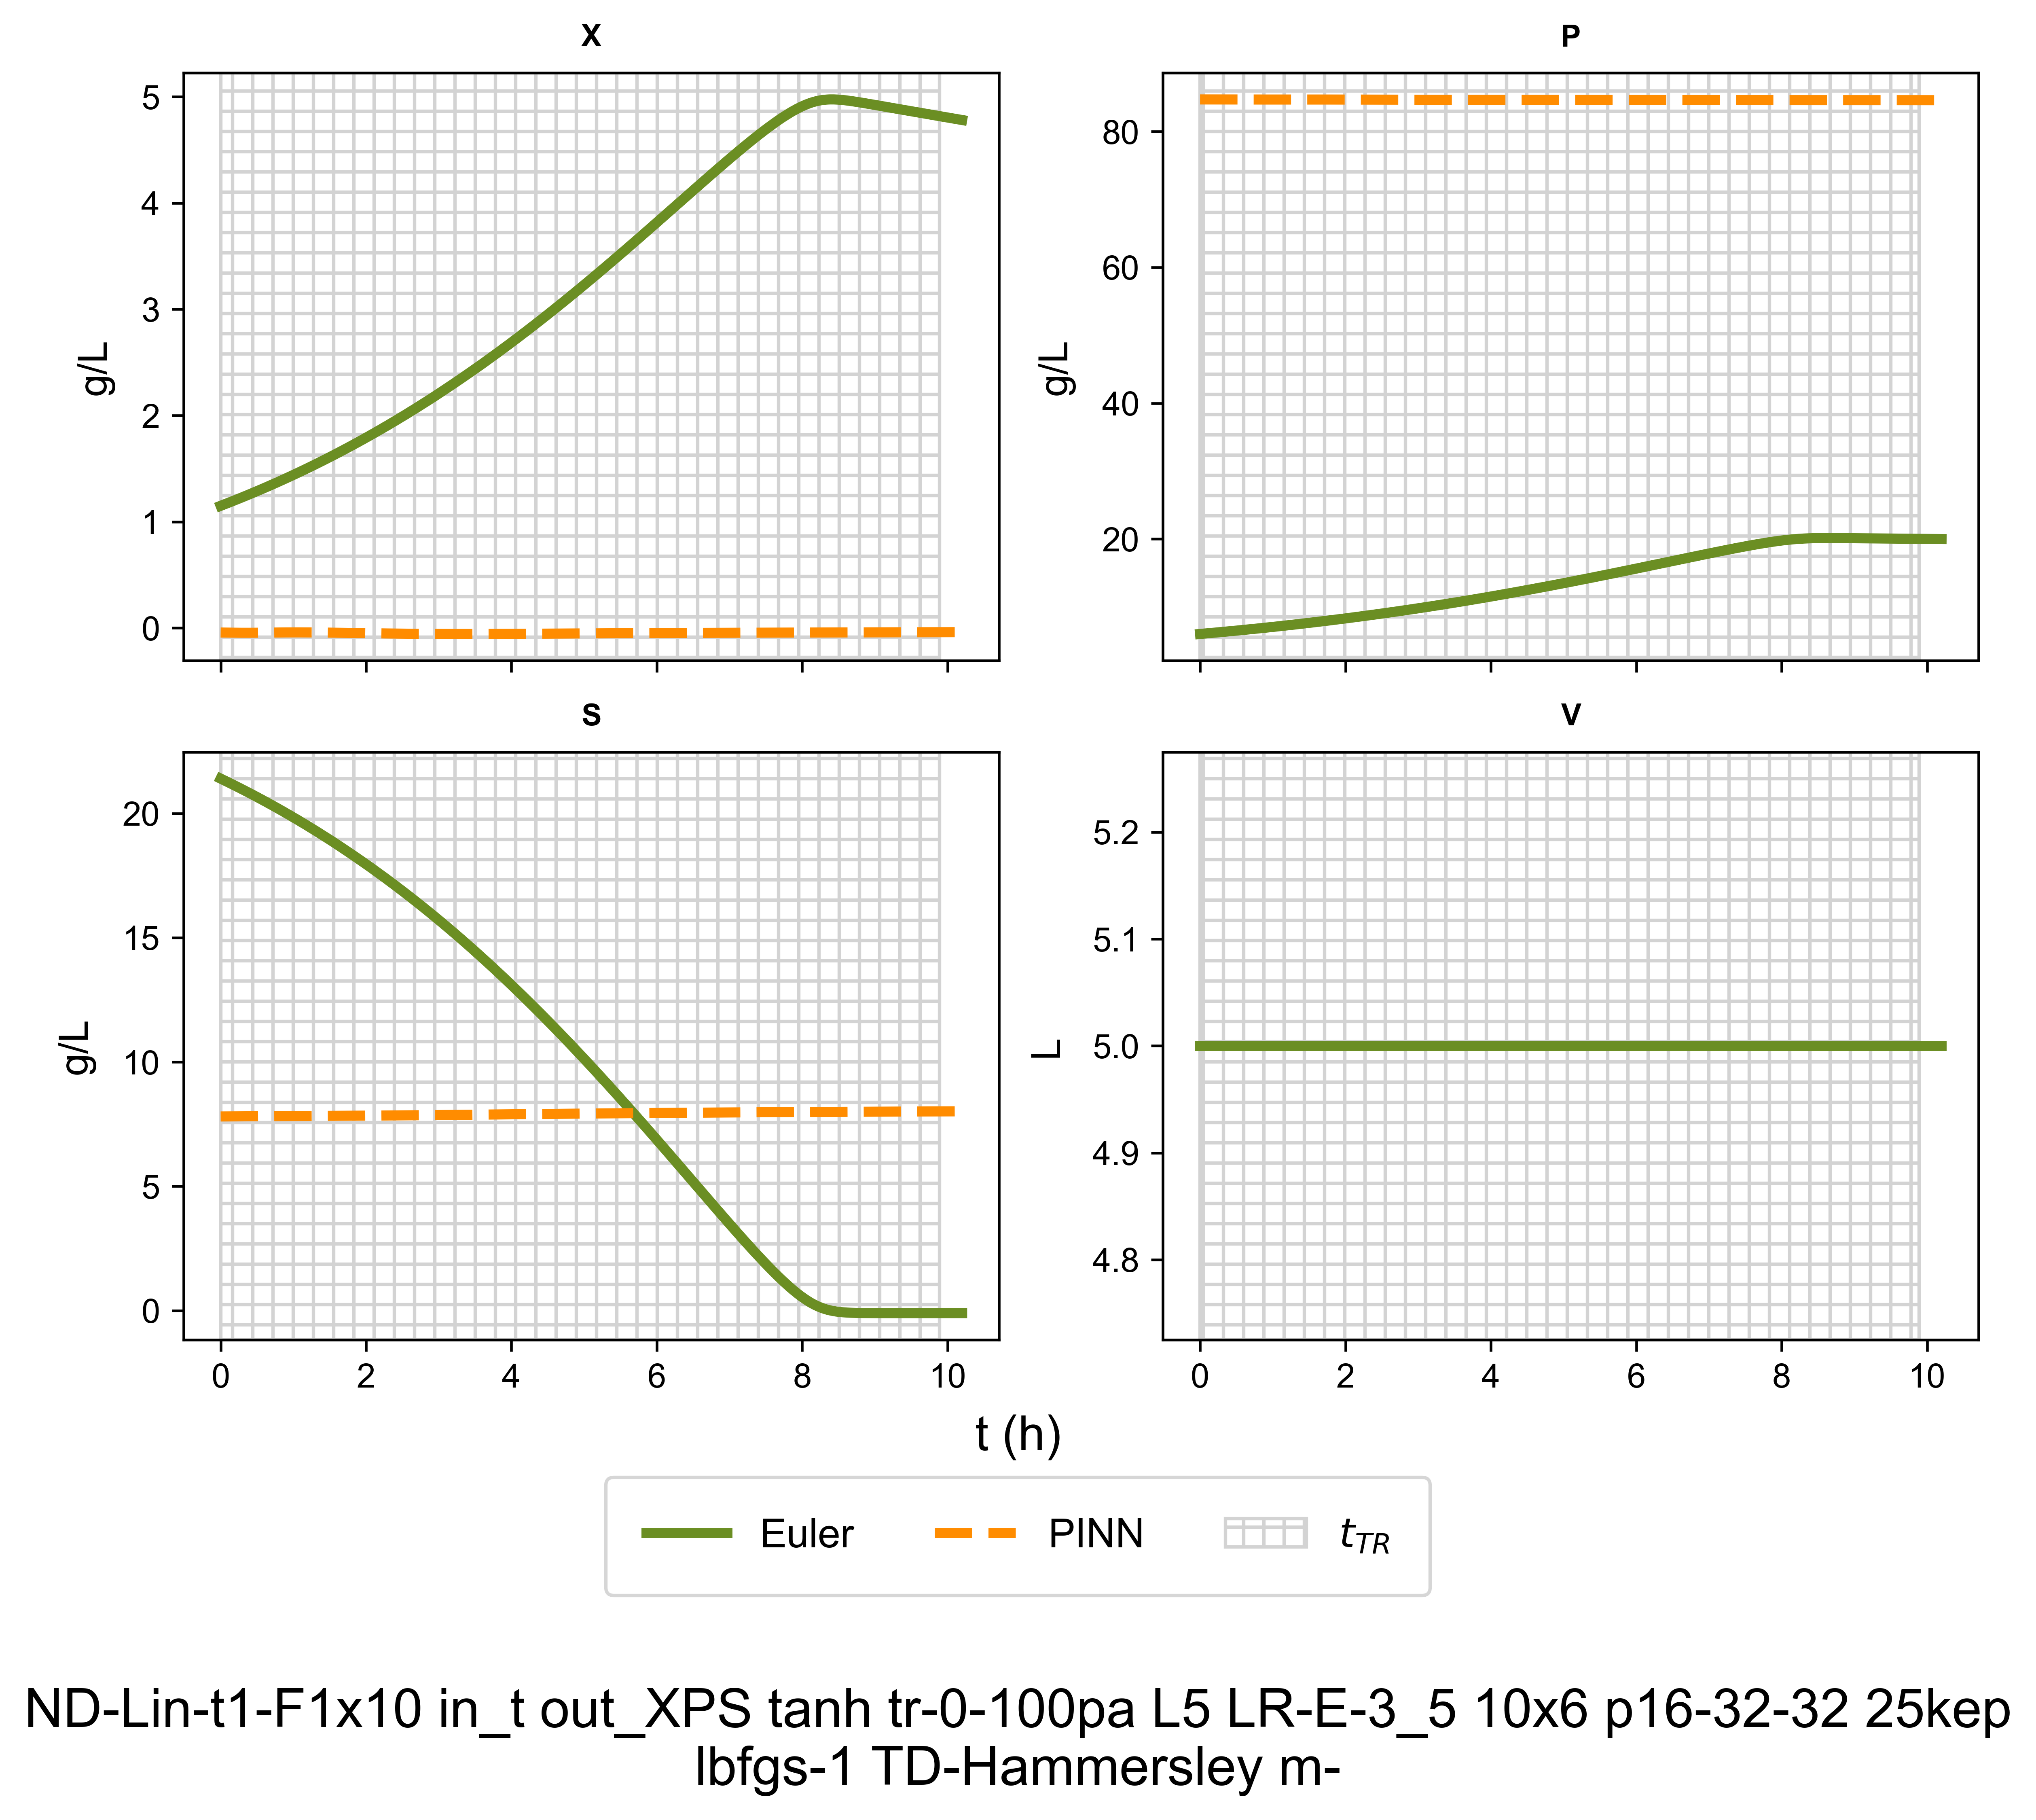 X
P
5
4
3
2
1
0
g/L
80
60
40
20
g/L
S
V
20
15
10
5
0
g/L
5.2
5.1
5.0
4.9
4.8
L
0 2 4 6 8 10
0 2 4 6 8 10
t (h)
Euler PINN t_TR
ND-Lin-t1-F1x10 in_t out_XPS tanh tr-0-100pa L5 LR-E-3_5 10x6 p16-32-32 25kep
lbfgs-1 TD-Hammersley m-